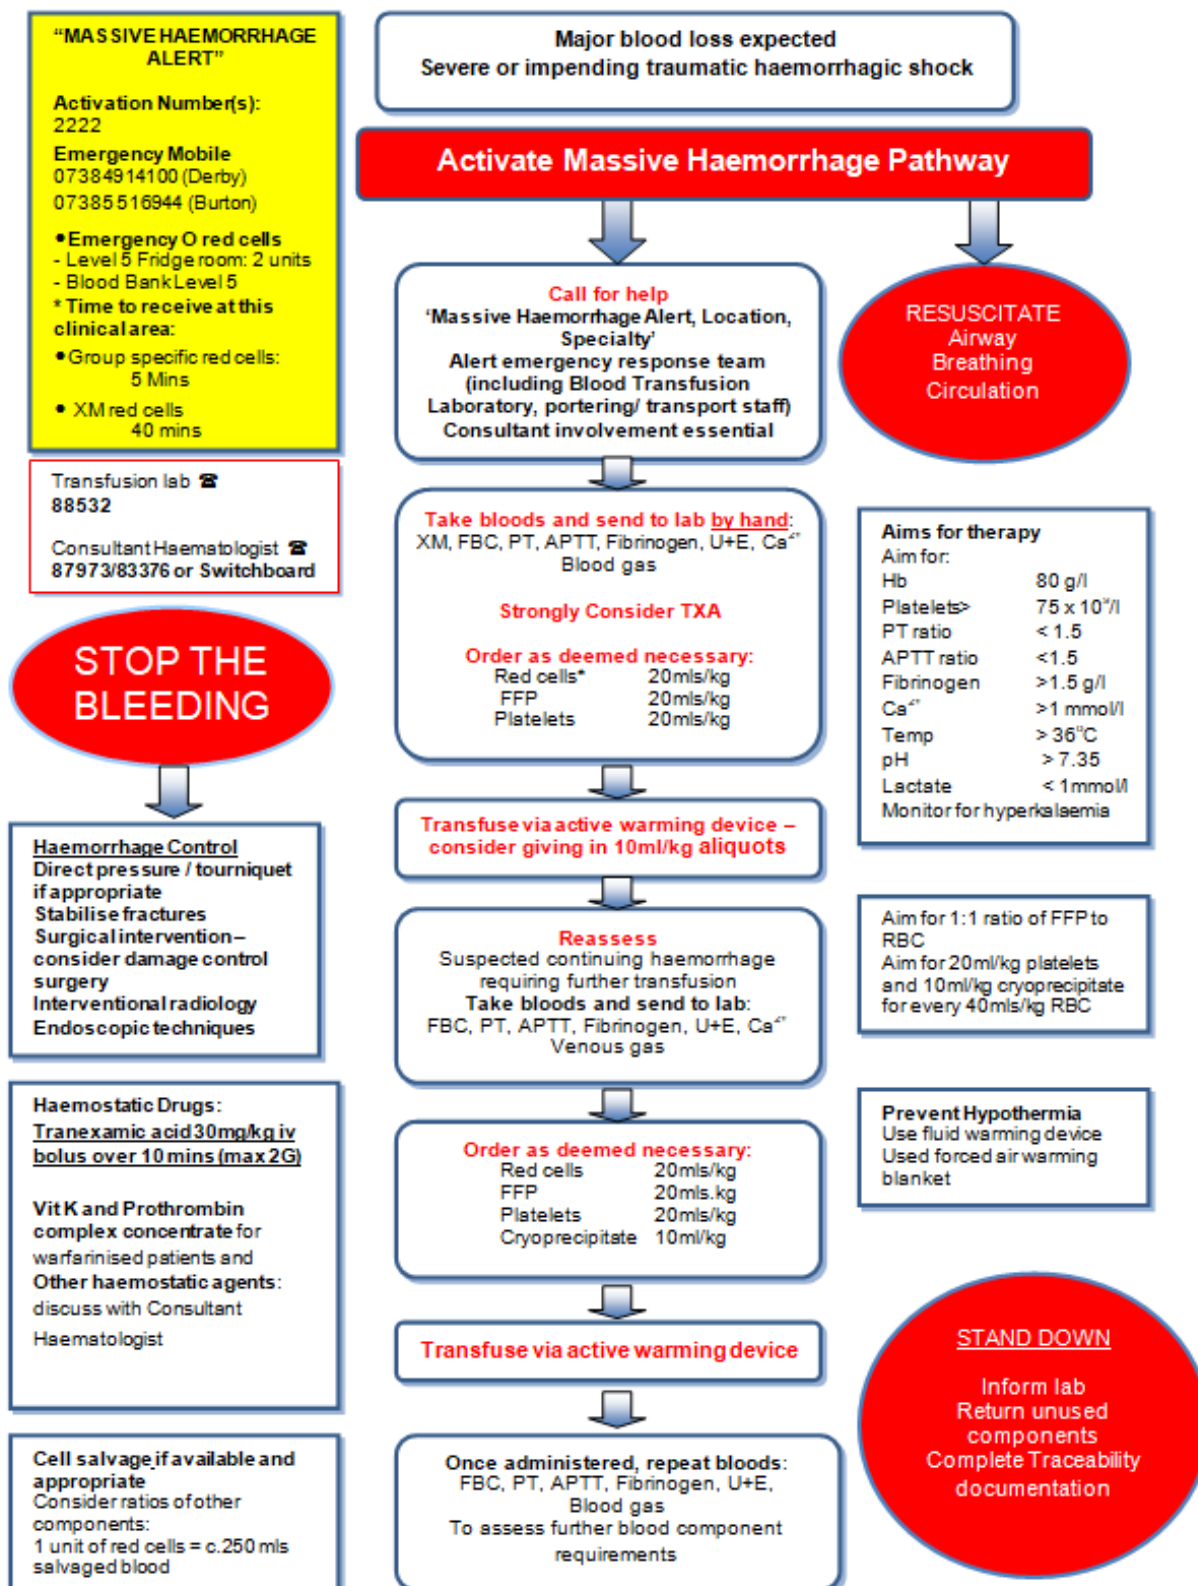 "MASSIVE HAEMORRHAGE
ALERT"
Activation Number(s):
2222
Emergency Mobile
07384914100 (Derby)
07385516944 (Burton)
• Emergency O red cells
- Level 5 Fridge room: 2 units
- Blood Bank Level 5
* Time to receive at this
clinical area:
• Group specific red cells:
5 Mins
• XM red cells
40 mins
Transfusion lab ☎
88532
Consultant Haematologist ☎
87973/83376 or Switchboard
STOP THE
BLEEDING
Haemorrhage Control
Direct pressure / tourniquet
if appropriate
Stabilise fractures
Surgical intervention –
consider damage control
surgery
Interventional radiology
Endoscopic techniques
Haemostatic Drugs:
Tranexamic acid 30mg/kg iv
bolus over 10 mins (max 2G)
Vit K and Prothrombin
complex concentrate for
warfarinised patients and
Other haemostatic agents:
discuss with Consultant
Haematologist
Cell salvage if available and
appropriate
Consider ratios of other
components:
1 unit of red cells = c.250 mls
salvaged blood
Major blood loss expected
Severe or impending traumatic haemorrhagic shock
Activate Massive Haemorrhage Pathway
Call for help
'Massive Haemorrhage Alert, Location,
Specialty'
Alert emergency response team
(including Blood Transfusion
Laboratory, portering/ transport staff)
Consultant involvement essential
Take bloods and send to lab by hand:
XM, FBC, PT, APTT, Fibrinogen, U+E, Ca²⁺
Blood gas
Strongly Consider TXA
Order as deemed necessary:
Red cells* 20mls/kg
FFP 20mls/kg
Platelets 20mls/kg
Transfuse via active warming device –
consider giving in 10ml/kg aliquots
Reassess
Suspected continuing haemorrhage
requiring further transfusion
Take bloods and send to lab:
FBC, PT, APTT, Fibrinogen, U+E, Ca²⁺
Venous gas
Order as deemed necessary:
Red cells 20mls/kg
FFP 20mls.kg
Platelets 20mls/kg
Cryoprecipitate 10ml/kg
Transfuse via active warming device
Once administered, repeat bloods:
FBC, PT, APTT, Fibrinogen, U+E,
Blood gas
To assess further blood component
requirements
RESUSCITATE
Airway
Breathing
Circulation
Aims for therapy
Aim for:
Hb 80 g/l
Platelets> 75 x 10⁹/l
PT ratio < 1.5
APTT ratio <1.5
Fibrinogen >1.5 g/l
Ca²⁺ >1 mmol/l
Temp > 36°C
pH > 7.35
Lactate < 1mmol/l
Monitor for hyperkalaemia
Aim for 1:1 ratio of FFP to
RBC
Aim for 20ml/kg platelets
and 10ml/kg cryoprecipitate
for every 40mls/kg RBC
Prevent Hypothermia
Use fluid warming device
Used forced air warming
blanket
STAND DOWN
Inform lab
Return unused
components
Complete Traceability
documentation